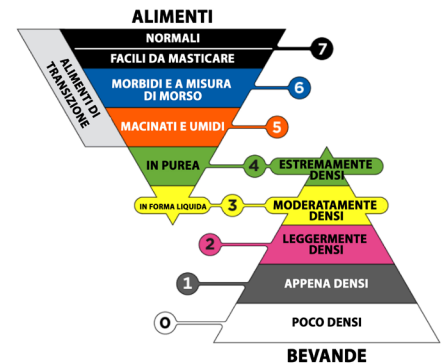 ALIMENTI
NORMALI
7
FACILI DA MASTICARE
ALIMENTI DI
TRANSIZIONE
MORBIDI E A MISURA
DI MORSO
6
MACINATI E UMIDI
5
IN PUREA
4
ESTREMAMENTE
DENSI
IN FORMA LIQUIDA
3
MODERATAMENTE
DENSI
2
LEGGERMENTE
DENSI
1
APPENA DENSI
0
POCO DENSI
BEVANDE